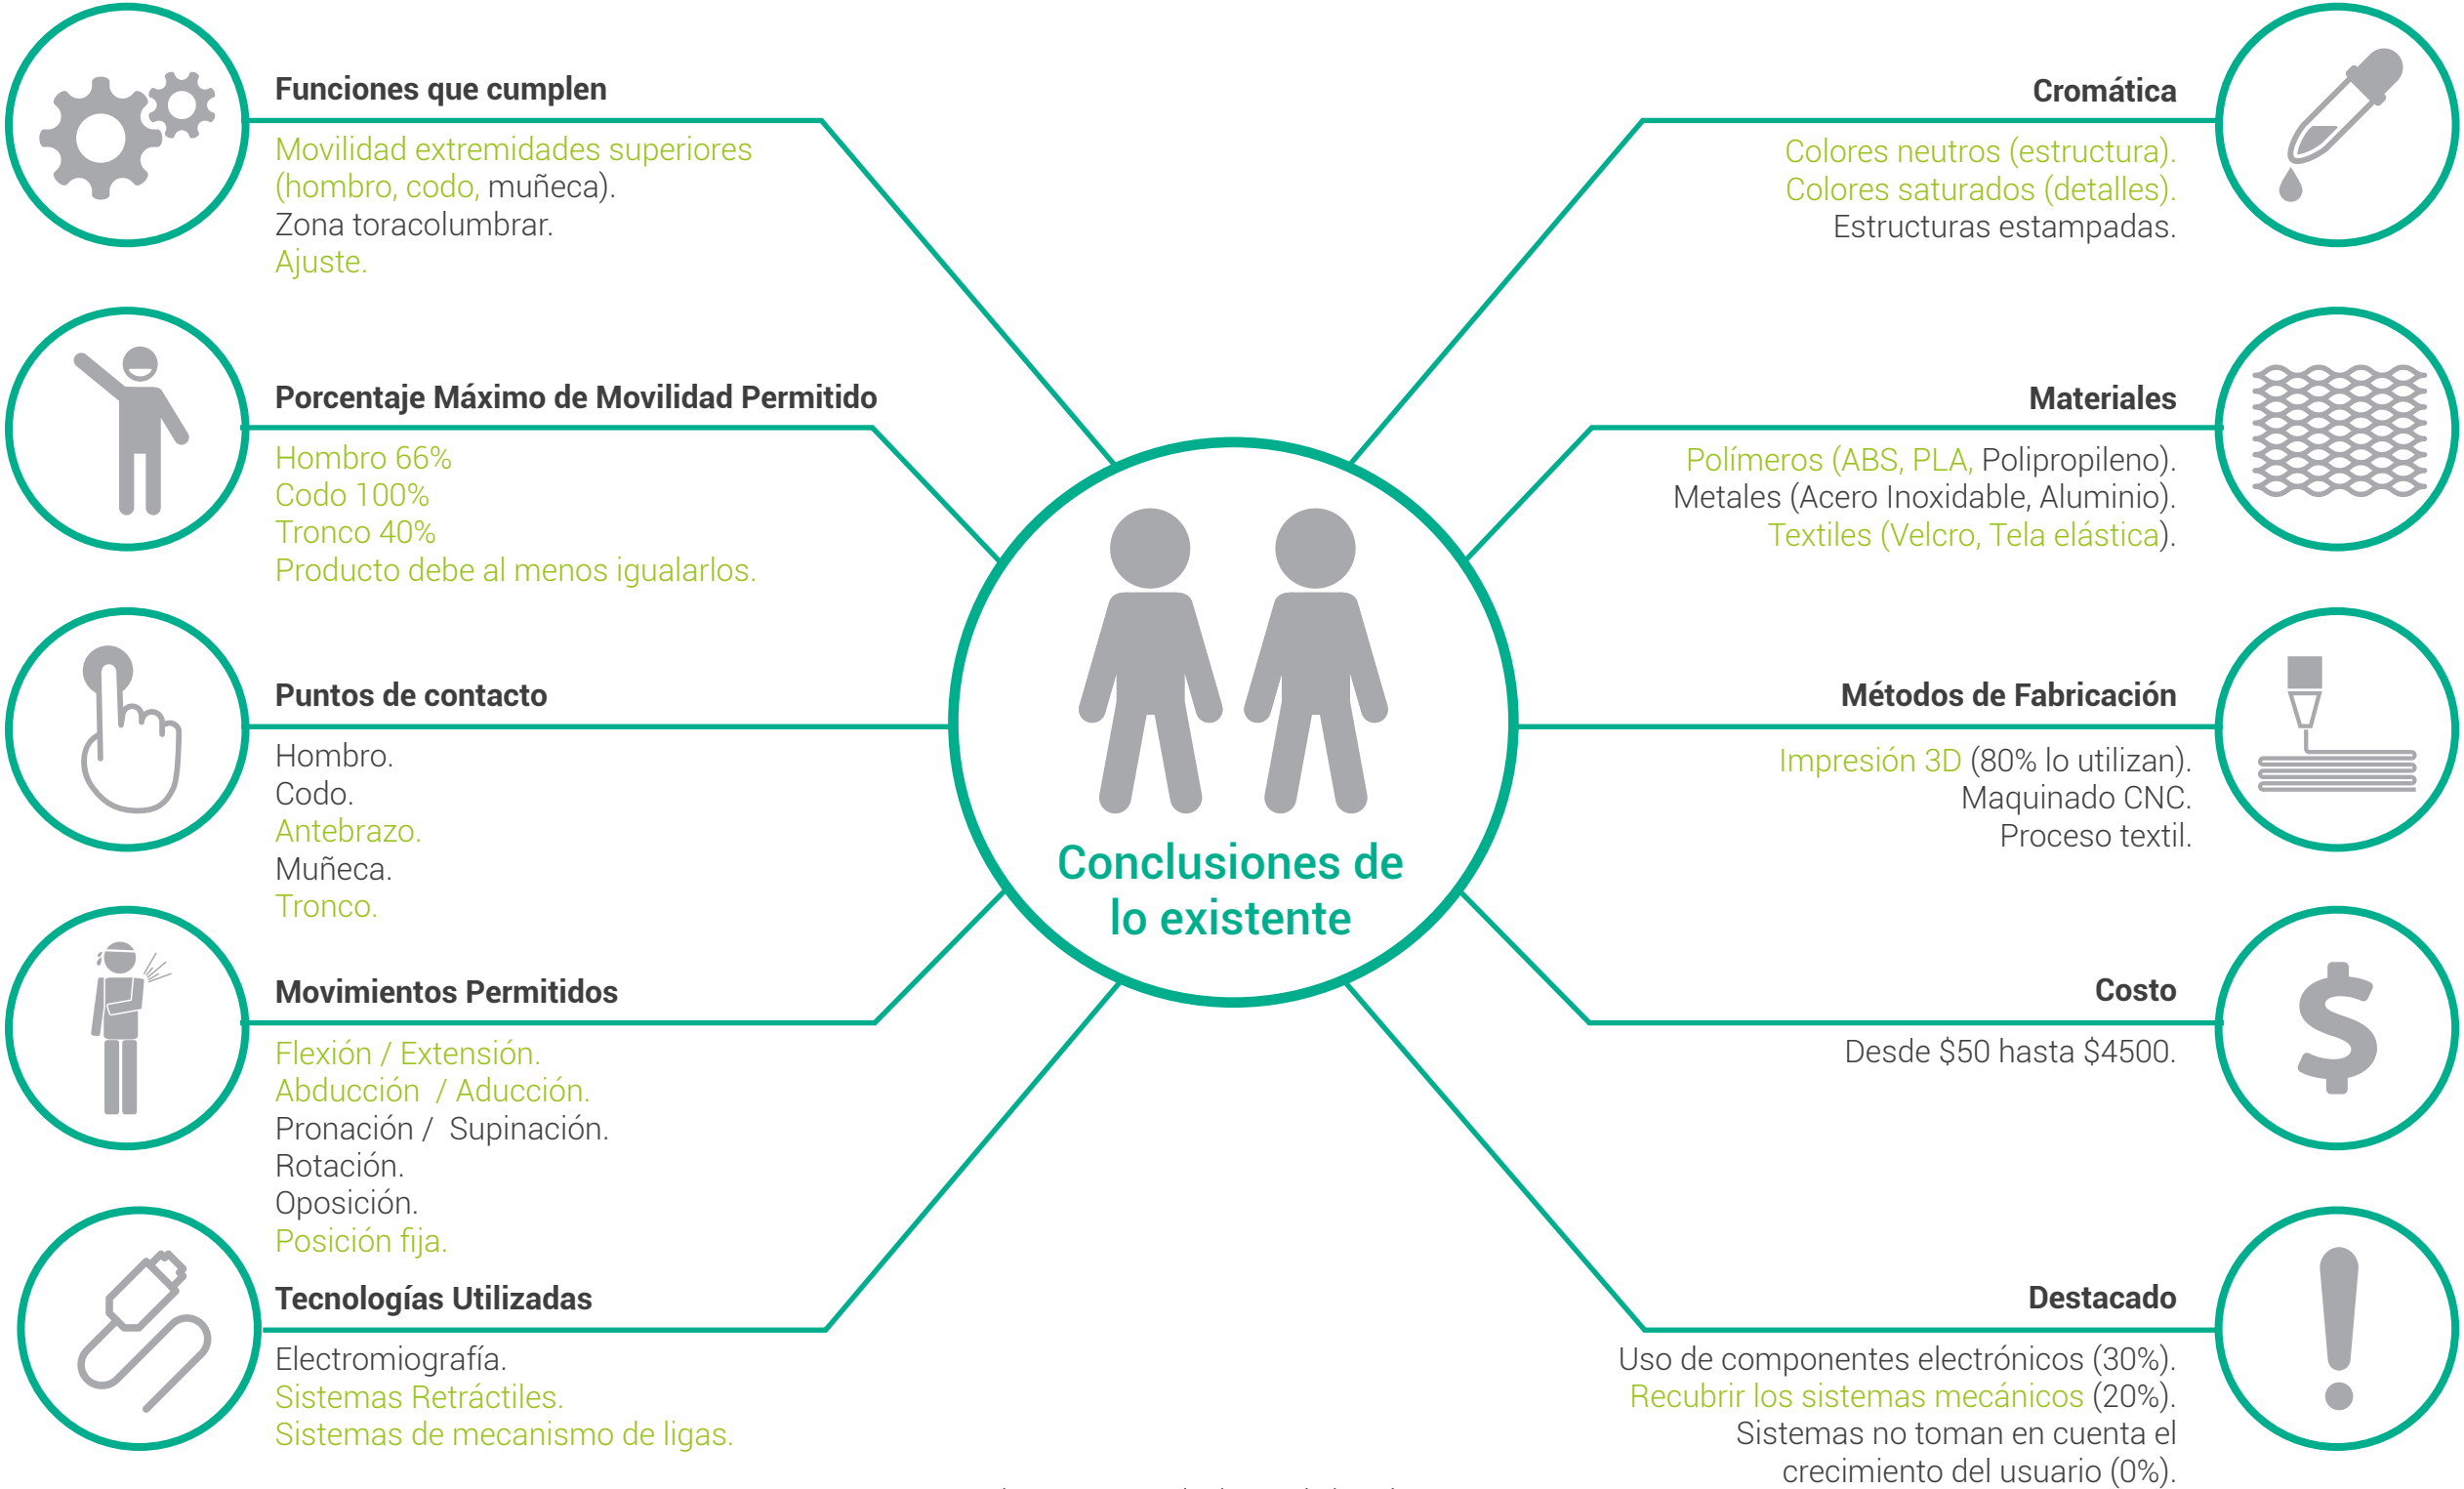 Funciones que cumplen
Movilidad extremidades superiores
(hombro, codo, muñeca).
Zona toracolumbrar.
Ajuste.
Porcentaje Máximo de Movilidad Permitido
Hombro 66%
Codo 100%
Tronco 40%
Producto debe al menos igualarlos.
Puntos de contacto
Hombro.
Codo.
Antebrazo.
Muñeca.
Tronco.
Movimientos Permitidos
Flexión / Extensión.
Abducción / Aducción.
Pronación / Supinación.
Rotación.
Oposición.
Posición fija.
Tecnologías Utilizadas
Electromiografía.
Sistemas Retráctiles.
Sistemas de mecanismo de ligas.
Conclusiones de
lo existente
Cromática
Colores neutros (estructura).
Colores saturados (detalles).
Estructuras estampadas.
Materiales
Polímeros (ABS, PLA, Polipropileno).
Metales (Acero Inoxidable, Aluminio).
Textiles (Velcro, Tela elástica).
Métodos de Fabricación
Impresión 3D (80% lo utilizan).
Maquinado CNC.
Proceso textil.
Costo
Desde $50 hasta $4500.
Destacado
Uso de componentes electrónicos (30%).
Recubrir los sistemas mecánicos (20%).
Sistemas no toman en cuenta el
crecimiento del usuario (0%).